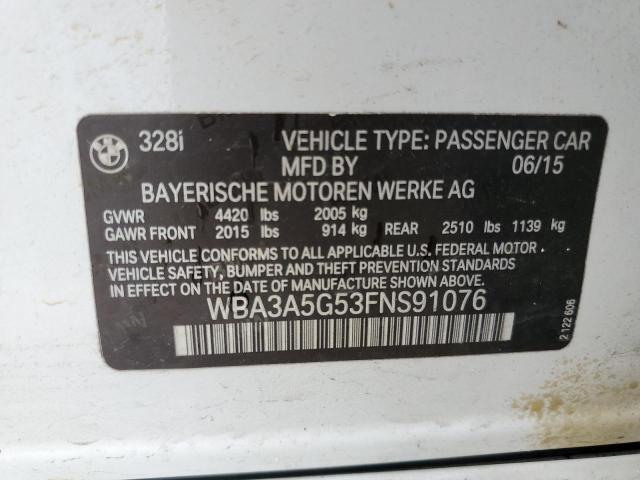 328i VEHICLE TYPE: PASSENGER CAR
MFD BY 06/15
BAYERISCHE MOTOREN WERKE AG
GVWR 4420 lbs 2005 kg
GAWR FRONT 2015 lbs 914 kg REAR 2510 lbs 1139 kg
THIS VEHICLE CONFORMS TO ALL APPLICABLE U.S. FEDERAL MOTOR
VEHICLE SAFETY, BUMPER AND THEFT PREVENTION STANDARDS
IN EFFECT ON THE DATE OF MANUFACTURE SHOWN ABOVE.
WBA3A5G53FNS91076
2 122 606